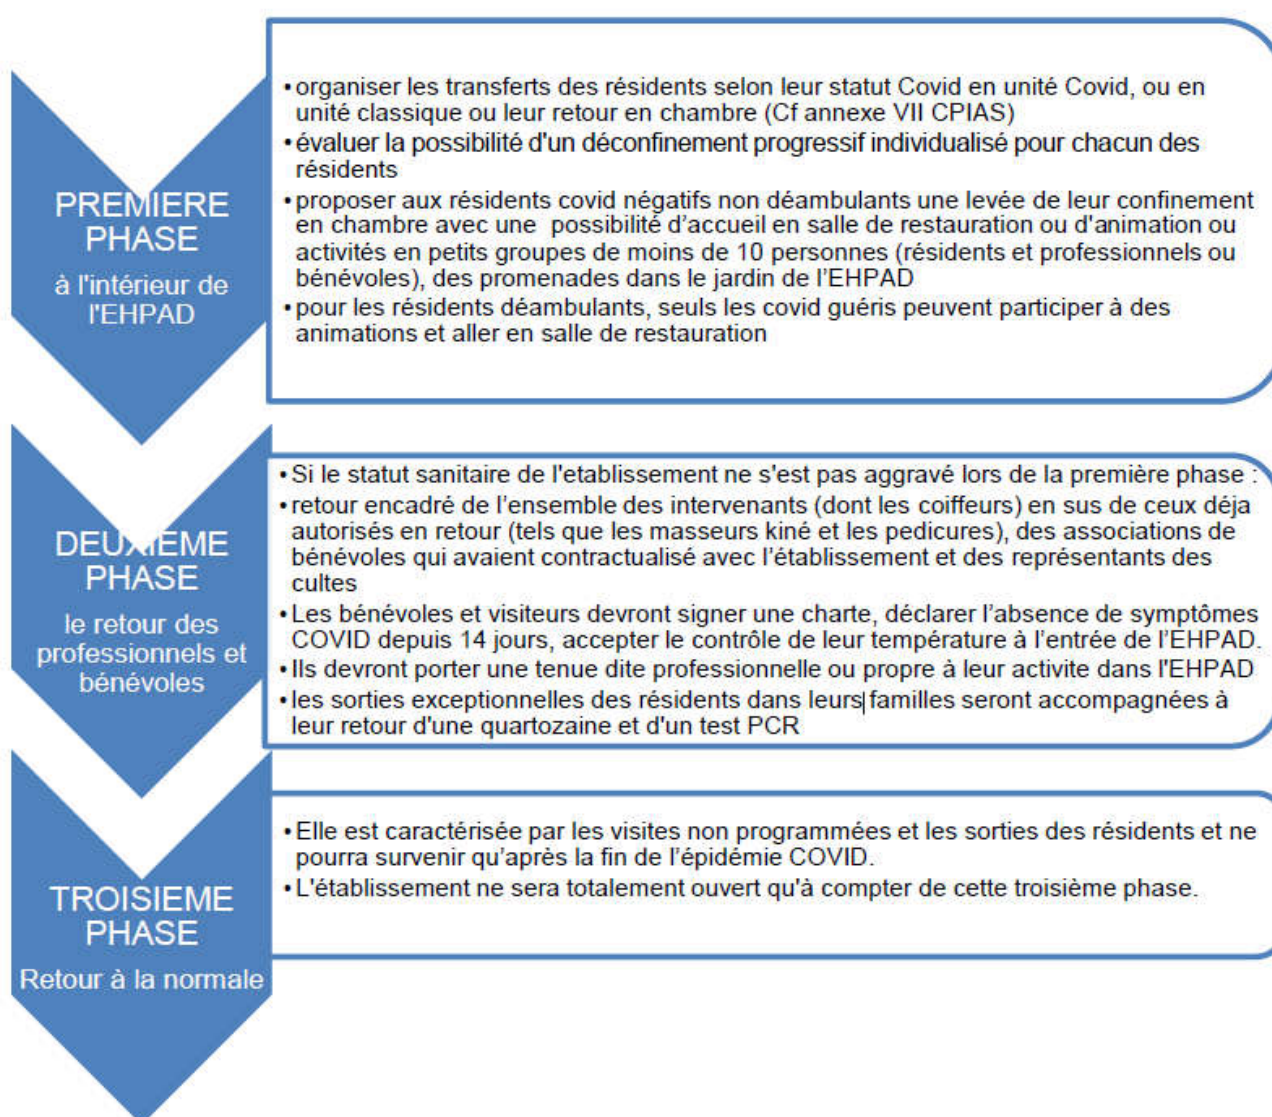 PREMIERE
PHASE
à l'intérieur de
l'EHPAD
•organiser les transferts des résidents selon leur statut Covid en unité Covid, ou en
unité classique ou leur retour en chambre (Cf annexe VII CPIAS)
•évaluer la possibilité d'un déconfinement progressif individualisé pour chacun des
résidents
•proposer aux résidents covid négatifs non déambulants une levée de leur confinement
en chambre avec une  possibilité d’accueil en salle de restauration ou d'animation ou
activités en petits groupes de moins de 10 personnes (résidents et professionnels ou
bénévoles), des promenades dans le jardin de l’EHPAD
•pour les résidents déambulants, seuls les covid guéris peuvent participer à des
animations et aller en salle de restauration
DEUXIEME
PHASE
le retour des
professionnels et
bénévoles
•Si le statut sanitaire de l'etablissement ne s'est pas aggravé lors de la première phase :
•retour encadré de l’ensemble des intervenants (dont les coiffeurs) en sus de ceux déja
autorisés en retour (tels que les masseurs kiné et les pedicures), des associations de
bénévoles qui avaient contractualisé avec l’établissement et des représentants des
cultes
•Les bénévoles et visiteurs devront signer une charte, déclarer l’absence de symptômes
COVID depuis 14 jours, accepter le contrôle de leur température à l’entrée de l’EHPAD.
•Ils devront porter une tenue dite professionnelle ou propre à leur activite dans l'EHPAD
•les sorties exceptionnelles des résidents dans leurs familles seront accompagnées à
leur retour d'une quartozaine et d'un test PCR
TROISIEME
PHASE
Retour à la normale
•Elle est caractérisée par les visites non programmées et les sorties des résidents et ne
pourra survenir qu’après la fin de l’épidémie COVID.
•L'établissement ne sera totalement ouvert qu'à compter de cette troisième phase.